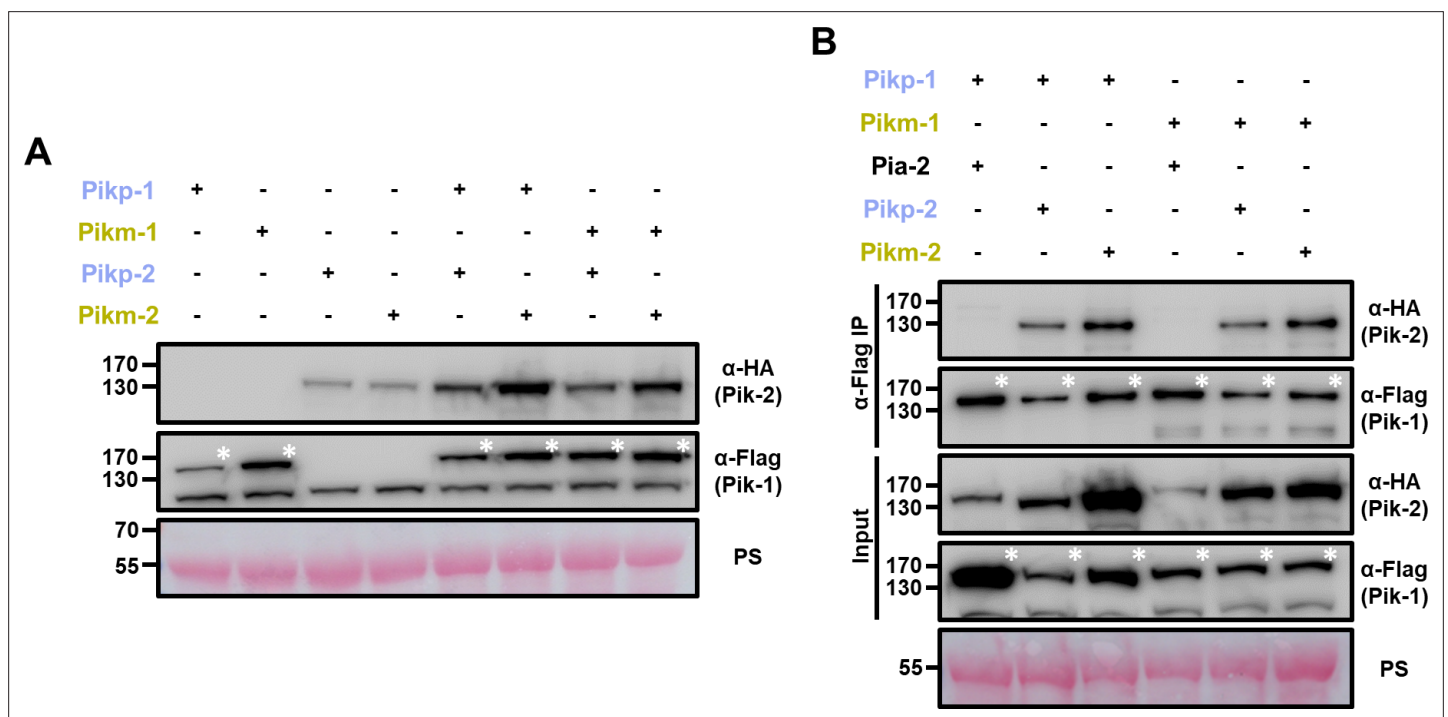 A
Pikp-1 + - - - + + - -
Pikm-1 - + - - - - + +
Pikp-2 - - + - + - + -
Pikm-2 - - - + - + - +
170
130
α-HA
(Pik-2)
* * * * * *
170
130
α-Flag
(Pik-1)
70
55
PS
B
Pikp-1 + + + - - -
Pikm-1 - - - + + +
Pia-2 + - - + - -
Pikp-2 - + - - + -
Pikm-2 - - + - - +
α-Flag IP
170
130
α-HA
(Pik-2)
* * * * * *
170
130
α-Flag
(Pik-1)
Input
170
130
α-HA
(Pik-2)
* * * * * *
170
130
α-Flag
(Pik-1)
55
PS